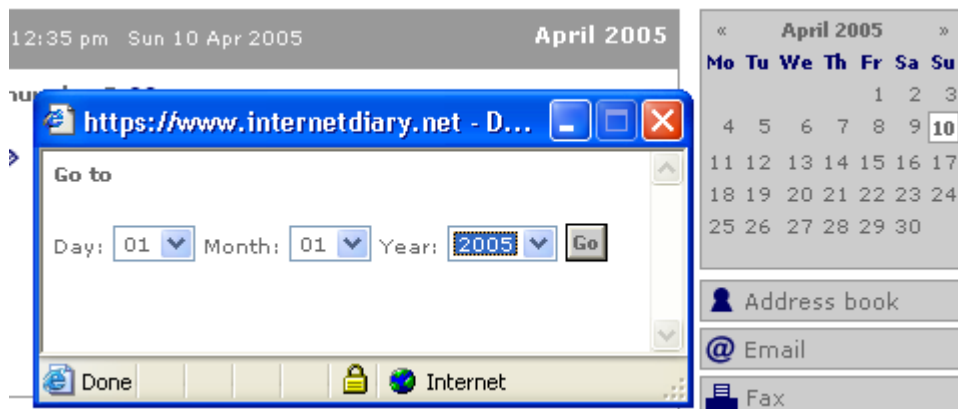 12:35 pm Sun 10 Apr 2005 April 2005
https://www.internetdiary.net - D...
Go to
Day: 01 Month: 01 Year: 2005 Go
Done Internet
« April 2005 »
Mo Tu We Th Fr Sa Su
1 2 3
4 5 6 7 8 9 10
11 12 13 14 15 16 17
18 19 20 21 22 23 24
25 26 27 28 29 30
Address book
@ Email
Fax